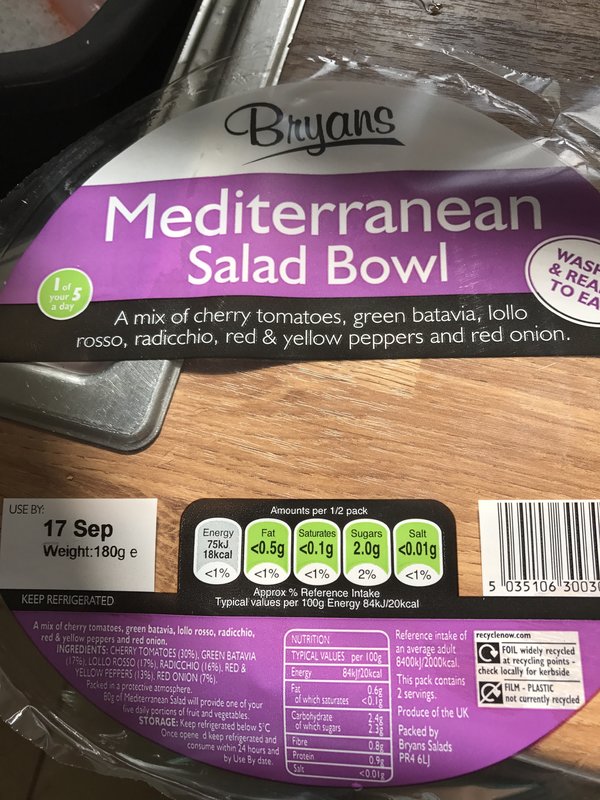 Bryans
Mediterranean
Salad Bowl
1 of
your 5
a day
WASH
& REA
TO EA
A mix of cherry tomatoes, green batavia, lollo
rosso, radicchio, red & yellow peppers and red onion.
USE BY:
17 Sep
Weight:180g e
KEEP REFRIGERATED
Amounts per 1/2 pack
Energy
75kJ
18kcal
<1%
Fat
<0.5g
<1%
Saturates
<0.1g
<1%
Sugars
2.0g
2%
Salt
<0.01g
<1%
Approx % Reference Intake
Typical values per 100g Energy 84kJ/20kcal
5 035106 30030
A mix of cherry tomatoes, green batavia, lollo rosso, radicchio,
red & yellow peppers and red onion.
INGREDIENTS: CHERRY TOMATOES (30%), GREEN BATAVIA
(17%), LOLLO ROSSO (17%), RADICCHIO (16%), RED &
YELLOW PEPPERS (13%), RED ONION (7%).
Packed in a protective atmosphere.
80g of Mediterranean Salad will provide one of your
five daily portions of fruit and vegetables.
STORAGE: Keep refrigerated below 5°C
Once opene d keep refrigerated and
consume within 24 hours and
by Use By date.
NUTRITION
TYPICAL VALUES per 100g
Energy 84kJ/20kcal
Fat 0.6g
of which saturates <0.1g
Carbohydrate 2.4g
of which sugars 2.3g
Fibre 0.8g
Protein 0.9g
Salt <0.01g
Reference intake of
an average adult
8400kJ/2000kcal.
This pack contains
2 servings.
Produce of the UK
Packed by
Bryans Salads
PR4 6LJ
recyclenow.com
FOIL widely recycled
at recycling points -
check locally for kerbside
FILM - PLASTIC
not currently recycled